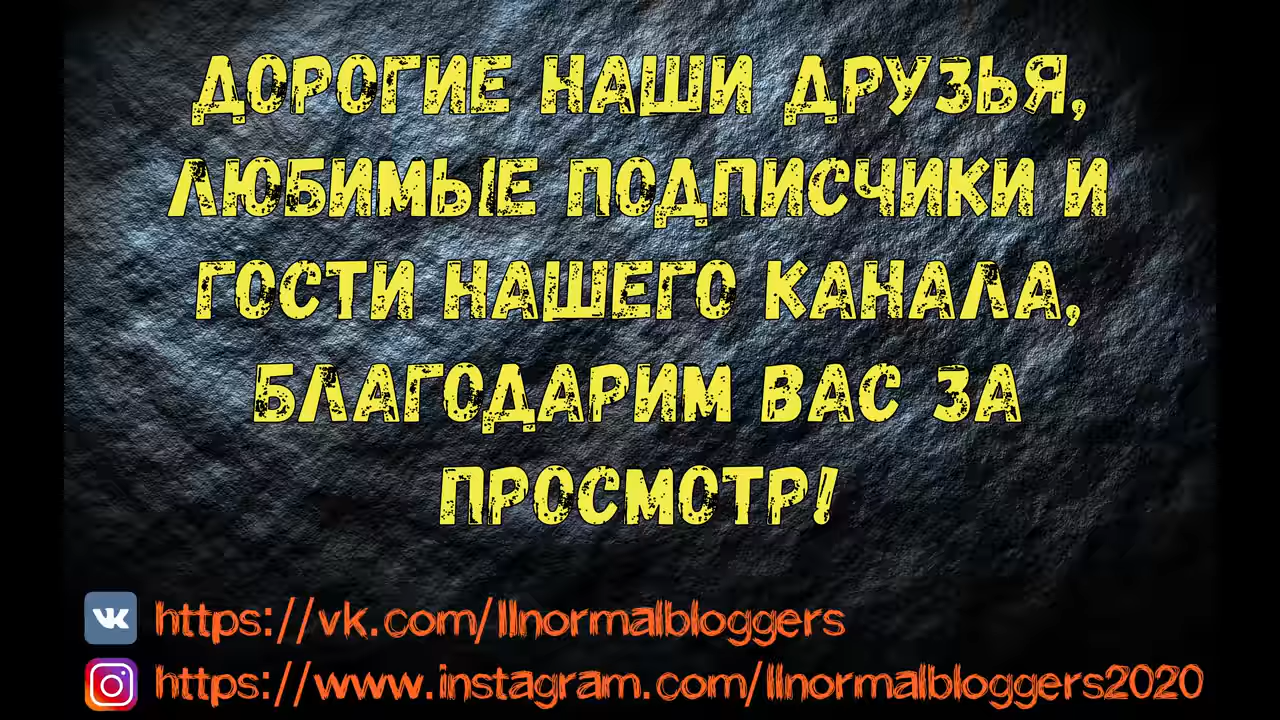 ДОРОГИЕ НАШИ ДРУЗЬЯ,
ЛЮБИМЫЕ ПОДПИСЧИКИ И
ГОСТИ НАШЕГО КАНАЛА,
БЛАГОДАРИМ ВАС ЗА
ПРОСМОТР!
https://vk.com/llnormalbloggers
https://www.instagram.com/llnormalbloggers2020